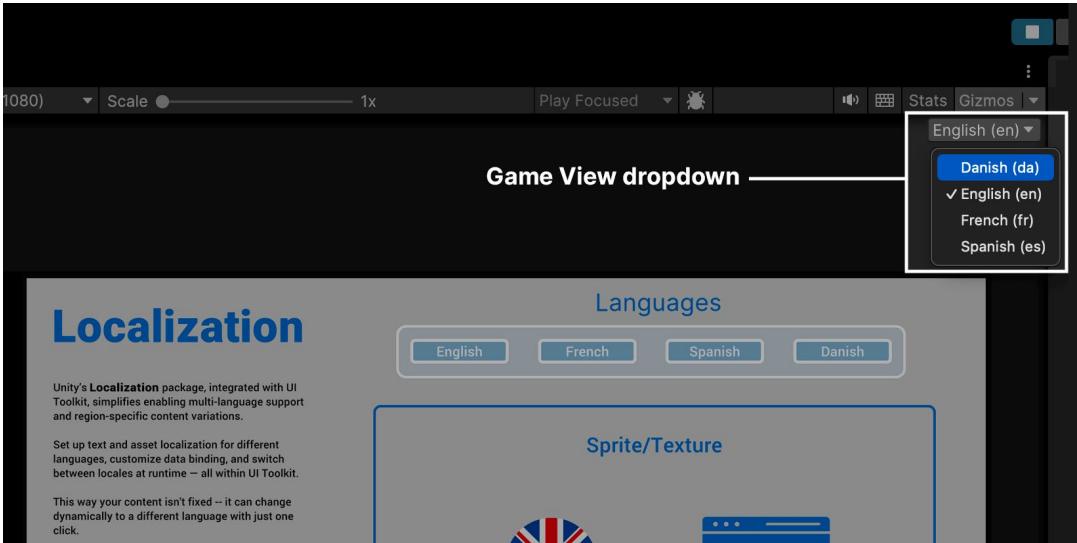 1080)
Scale
1x
Play Focused
Stats
Gizmos
English (en)
Game View dropdown
Danish (da)
English (en)
French (fr)
Spanish (es)
Localization
Languages
English
French
Spanish
Danish
Unity's Localization package, integrated with UI
Toolkit, simplifies enabling multi-language support
and region-specific content variations.
Set up text and asset localization for different
languages, customize data binding, and switch
between locales at runtime — all within UI Toolkit.
This way your content isn't fixed -- it can change
dynamically to a different language with just one
click.
Sprite/Texture